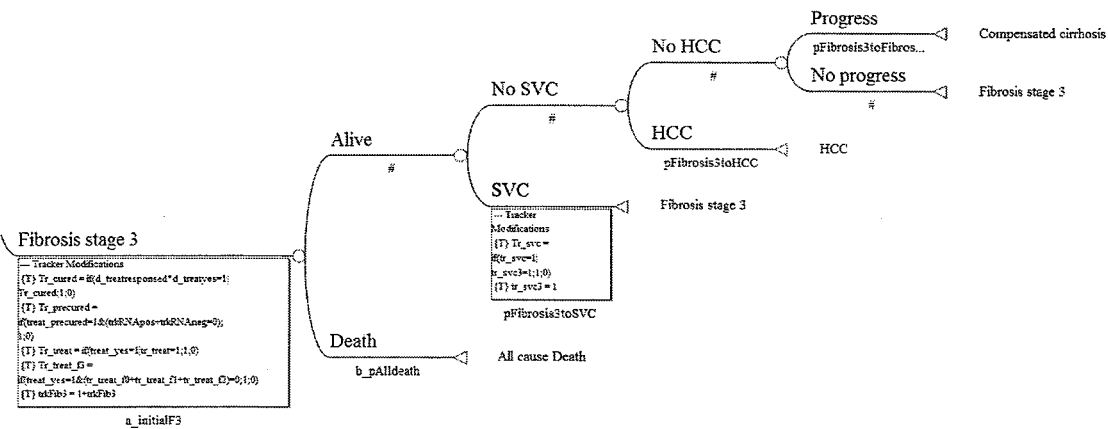 Progress
pFibrosis3toFibros...
Compensated cirrhosis
No HCC
#
No progress
#
Fibrosis stage 3
No SVC
#
HCC
pFibrosis3toHCC
HCC
Alive
#
SVC
--- Tracker
Modifications
{T} Tr_svc =
if(tr_svc=1|
tr_svc3=1;1;0)
{T} tr_svc3 = 1
pFibrosis3toSVC
Fibrosis stage 3
Fibrosis stage 3
--- Tracker Modifications
{T} Tr_cured = if(d_treatresponsed*d_treatyes=1|
Tr_cured;1;0)
{T} Tr_precured =
if(treat_precured=1&(trkRNApos+trkRNAneg=0);
1;0)
{T} Tr_treat = if(treat_yes=1|tr_treat=1;1;0)
{T} Tr_treat_f3 =
if(treat_yes=1&(tr_treat_f0+tr_treat_f1+tr_treat_f2)=0;1;0)
{T} trkFib3 = 1+trkFib3
a_initialF3
Death
b_pAlldeath
All cause Death